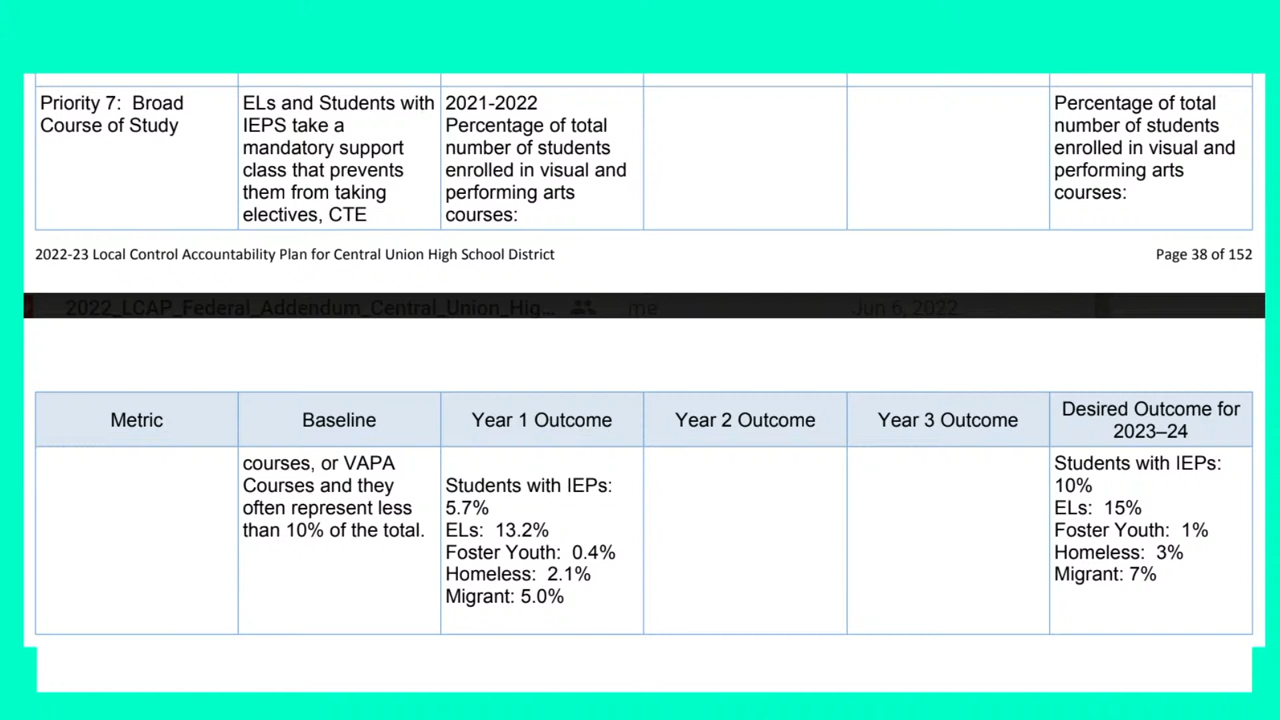 Priority 7: Broad
Course of Study
ELs and Students with
IEPS take a
mandatory support
class that prevents
them from taking
electives, CTE
2021-2022
Percentage of total
number of students
enrolled in visual and
performing arts
courses:
Percentage of total
number of students
enrolled in visual and
performing arts
courses:
2022-23 Local Control Accountability Plan for Central Union High School District
Page 38 of 152
2022_LCAP_Federal_Addendum_Central_Union_Hig... me Jun 6, 2022
Metric
Baseline
Year 1 Outcome
Year 2 Outcome
Year 3 Outcome
Desired Outcome for
2023–24
courses, or VAPA
Courses and they
often represent less
than 10% of the total.
Students with IEPs:
5.7%
ELs: 13.2%
Foster Youth: 0.4%
Homeless: 2.1%
Migrant: 5.0%
Students with IEPs:
10%
ELs: 15%
Foster Youth: 1%
Homeless: 3%
Migrant: 7%